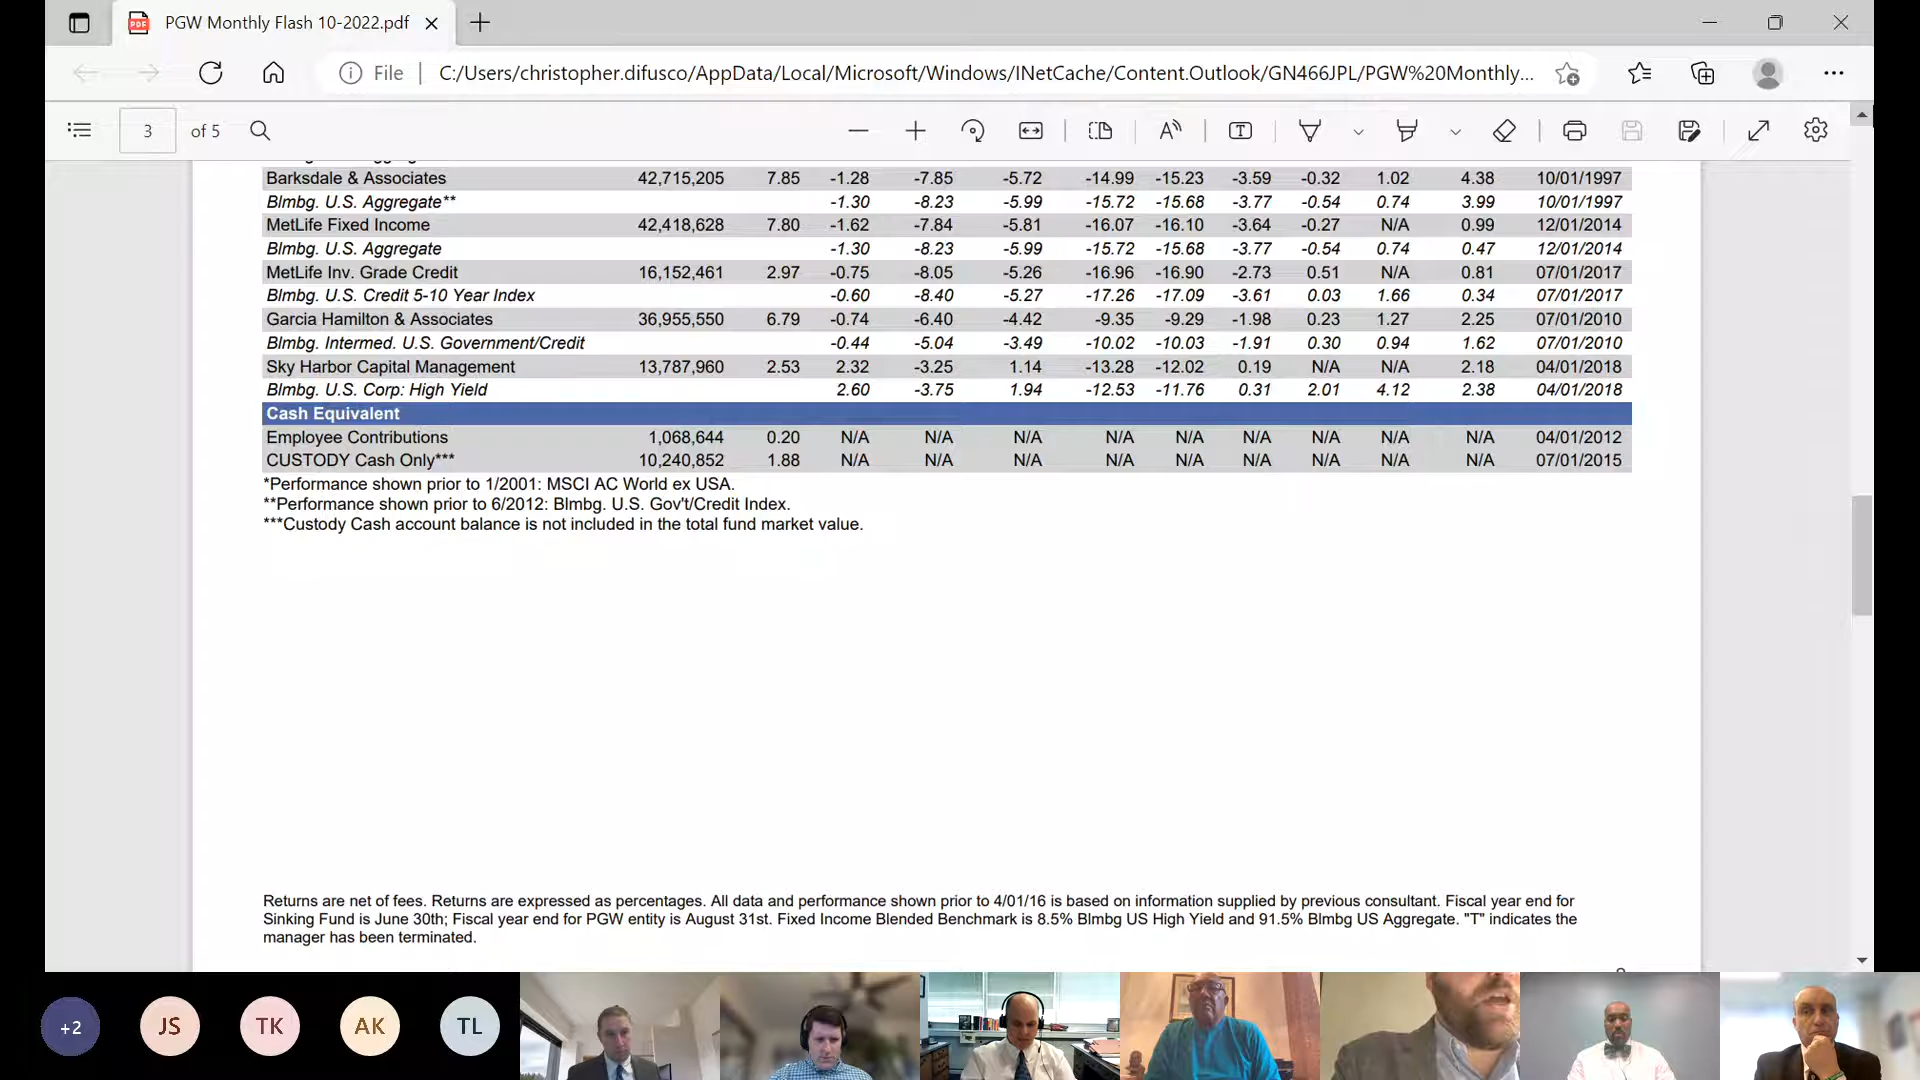 PGW Monthly Flash 10-2022.pdf
File C:/Users/christopher.difusco/AppData/Local/Microsoft/Windows/INetCache/Content.Outlook/GN466JPL/PGW%20Monthly...
3 of 5
Barksdale & Associates 42,715,205 7.85 -1.28 -7.85 -5.72 -14.99 -15.23 -3.59 -0.32 1.02 4.38 10/01/1997
Blmbg. U.S. Aggregate** -1.30 -8.23 -5.99 -15.72 -15.68 -3.77 -0.54 0.74 3.99 10/01/1997
MetLife Fixed Income 42,418,628 7.80 -1.62 -7.84 -5.81 -16.07 -16.10 -3.64 -0.27 N/A 0.99 12/01/2014
Blmbg. U.S. Aggregate -1.30 -8.23 -5.99 -15.72 -15.68 -3.77 -0.54 0.74 0.47 12/01/2014
MetLife Inv. Grade Credit 16,152,461 2.97 -0.75 -8.05 -5.26 -16.96 -16.90 -2.73 0.51 N/A 0.81 07/01/2017
Blmbg. U.S. Credit 5-10 Year Index -0.60 -8.40 -5.27 -17.26 -17.09 -3.61 0.03 1.66 0.34 07/01/2017
Garcia Hamilton & Associates 36,955,550 6.79 -0.74 -6.40 -4.42 -9.35 -9.29 -1.98 0.23 1.27 2.25 07/01/2010
Blmbg. Intermed. U.S. Government/Credit -0.44 -5.04 -3.49 -10.02 -10.03 -1.91 0.30 0.94 1.62 07/01/2010
Sky Harbor Capital Management 13,787,960 2.53 2.32 -3.25 1.14 -13.28 -12.02 0.19 N/A N/A 2.18 04/01/2018
Blmbg. U.S. Corp: High Yield 2.60 -3.75 1.94 -12.53 -11.76 0.31 2.01 4.12 2.38 04/01/2018
Cash Equivalent
Employee Contributions 1,068,644 0.20 N/A N/A N/A N/A N/A N/A N/A N/A N/A 04/01/2012
CUSTODY Cash Only*** 10,240,852 1.88 N/A N/A N/A N/A N/A N/A N/A N/A N/A 07/01/2015
*Performance shown prior to 1/2001: MSCI AC World ex USA.
**Performance shown prior to 6/2012: Blmbg. U.S. Gov't/Credit Index.
***Custody Cash account balance is not included in the total fund market value.
Returns are net of fees. Returns are expressed as percentages. All data and performance shown prior to 4/01/16 is based on information supplied by previous consultant. Fiscal year end for
Sinking Fund is June 30th; Fiscal year end for PGW entity is August 31st. Fixed Income Blended Benchmark is 8.5% Blmbg US High Yield and 91.5% Blmbg US Aggregate. "T" indicates the
manager has been terminated.
+2 JS TK AK TL